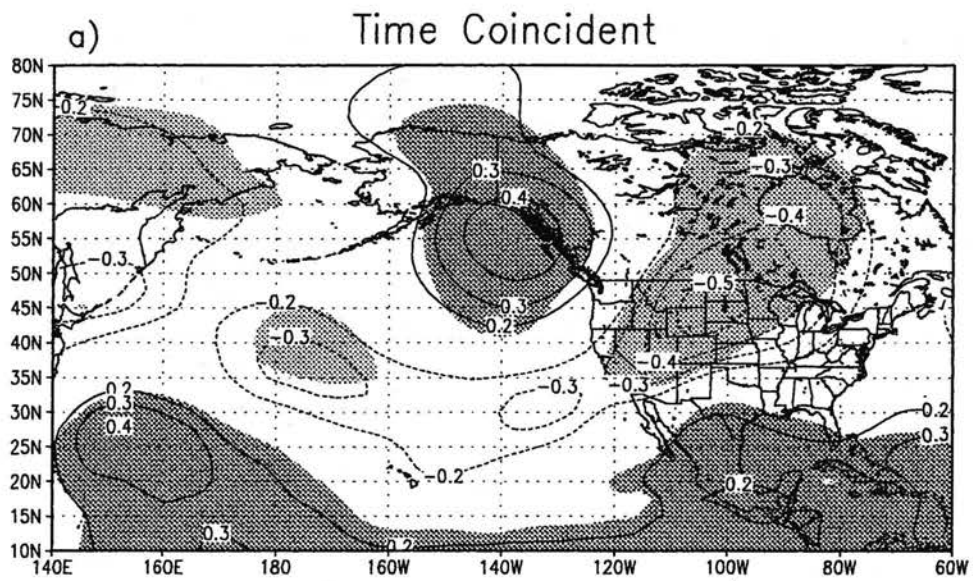 a) Time Coincident
80N
75N
70N
65N
60N
55N
50N
45N
40N
35N
30N
25N
20N
15N
10N
140E 160E 180 160W 140W 120W 100W 80W 60W
-0.2
-0.2
-0.3
0.3
0.4
-0.4
-0.3
-0.5
-0.2
0.3
0.2
-0.3
-0.4
-0.3
-0.3
0.2
0.3
0.4
0.2
0.3
-0.2
0.2
0.3
0.2